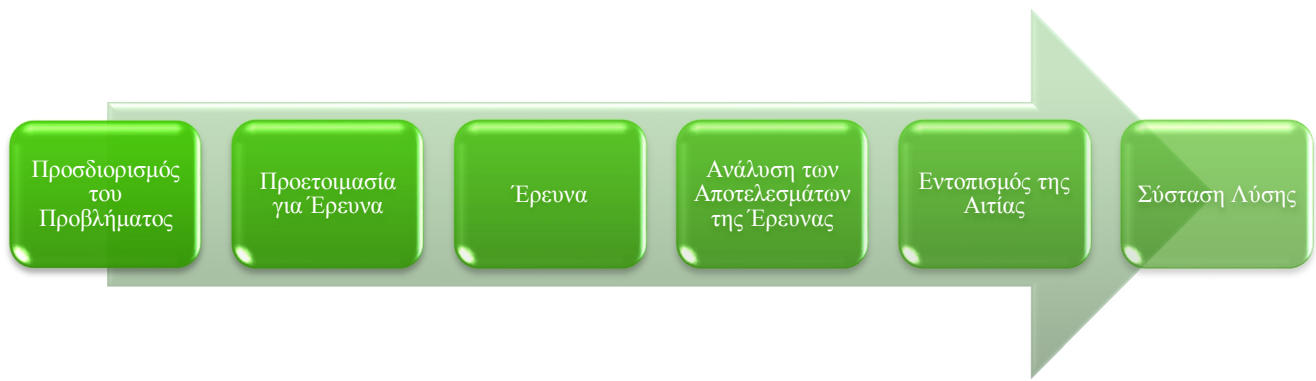 Προσδιορισμός
του
Προβλήματος
Προετοιμασία
για Έρευνα
Έρευνα
Ανάλυση των
Αποτελεσμάτων
της Έρευνας
Εντοπισμός της
Αιτίας
Σύσταση Λύσης